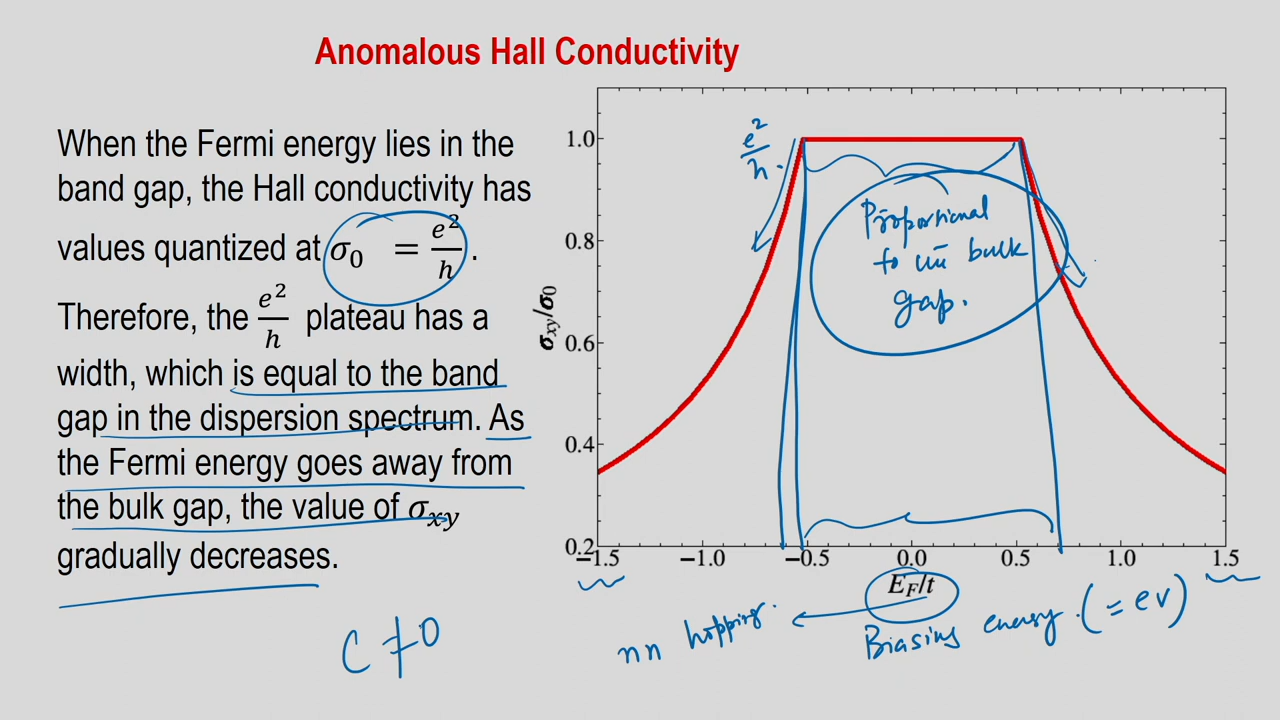 Anomalous Hall Conductivity
When the Fermi energy lies in the
band gap, the Hall conductivity has
values quantized at σ₀ = e²/h .
Therefore, the e²/h plateau has a
width, which is equal to the band
gap in the dispersion spectrum. As
the Fermi energy goes away from
the bulk gap, the value of σxy
gradually decreases.
C ≠ 0
σxy/σ₀
1.0
0.8
0.6
0.4
0.2
e²/h
Proportional
to bulk
gap.
−1.5 −1.0 −0.5 0.0 0.5 1.0 1.5
EF/t
nn hopping.
Biasing energy. (= eV)